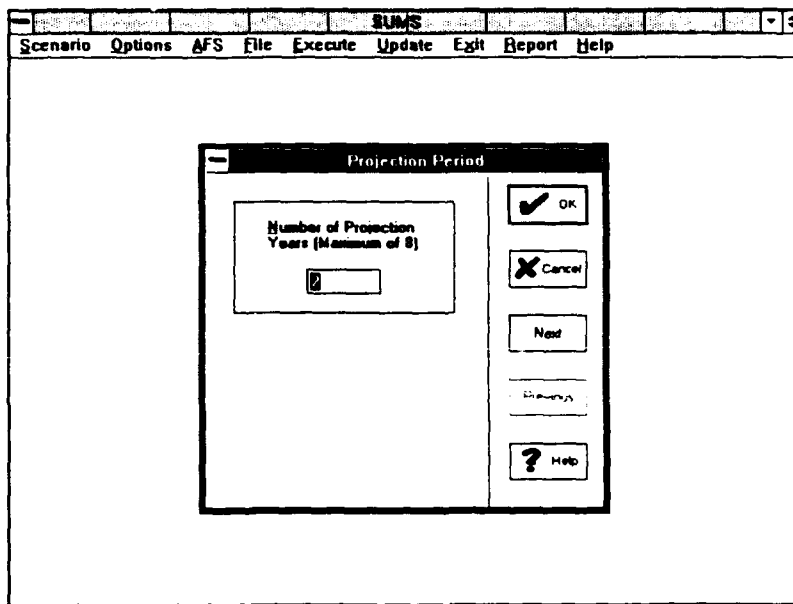 SUMS
Scenario Options AFS File Execute Update Exit Report Help
Projection Period
Number of Projection
Years (Maximum of 8)
OK
Cancel
Next
Previous
? Help